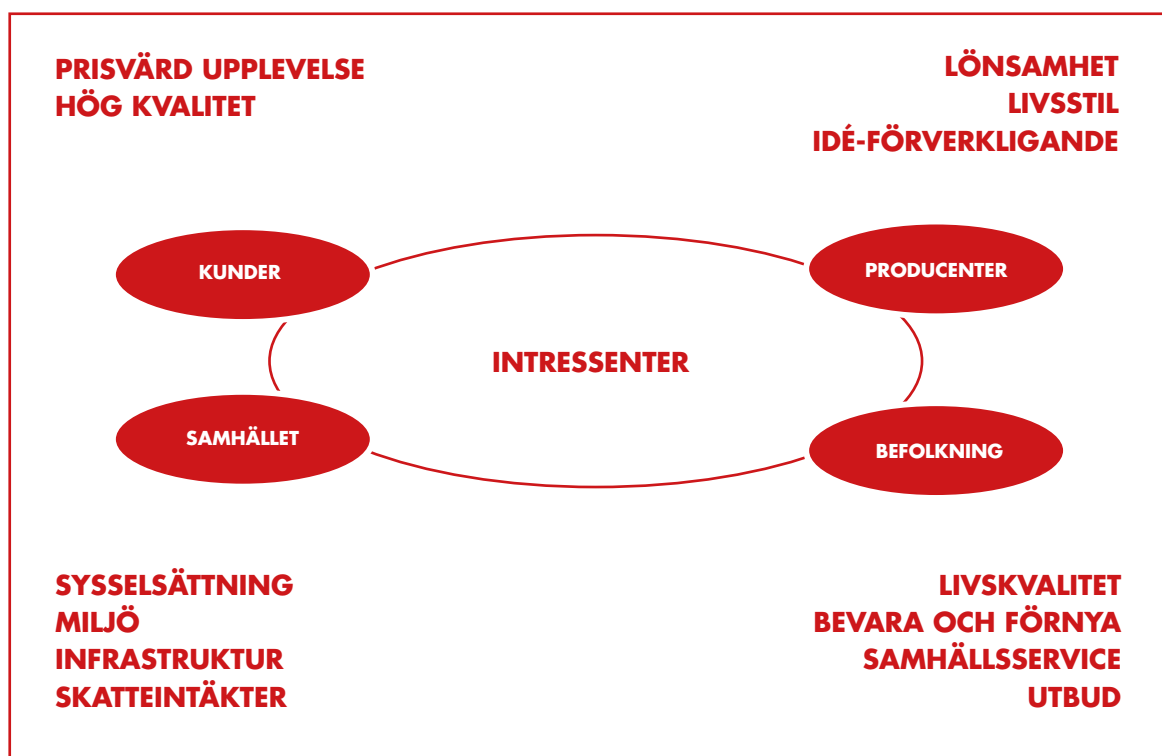 PRISVÄRD UPPLEVELSE
HÖG KVALITET
LÖNSAMHET
LIVSSTIL
IDÉ-FÖRVERKLIGANDE
KUNDER
PRODUCENTER
INTRESSENTER
SAMHÄLLET
BEFOLKNING
SYSSELSÄTTNING
MILJÖ
INFRASTRUKTUR
SKATTEINTÄKTER
LIVSKVALITET
BEVARA OCH FÖRNYA
SAMHÄLLSSERVICE
UTBUD